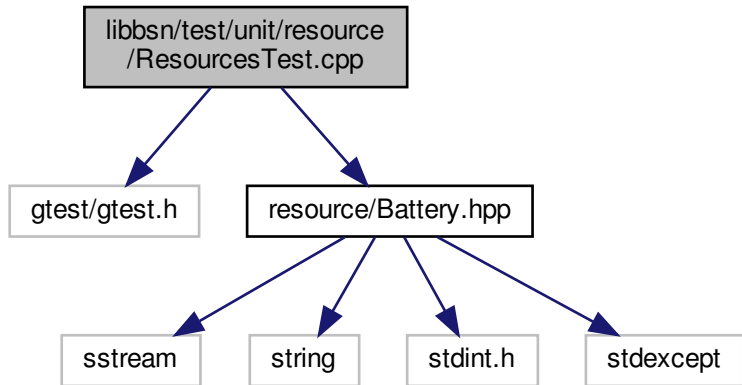 libbsn/test/unit/resource
/ResourcesTest.cpp
gtest/gtest.h
resource/Battery.hpp
sstream
string
stdint.h
stdexcept